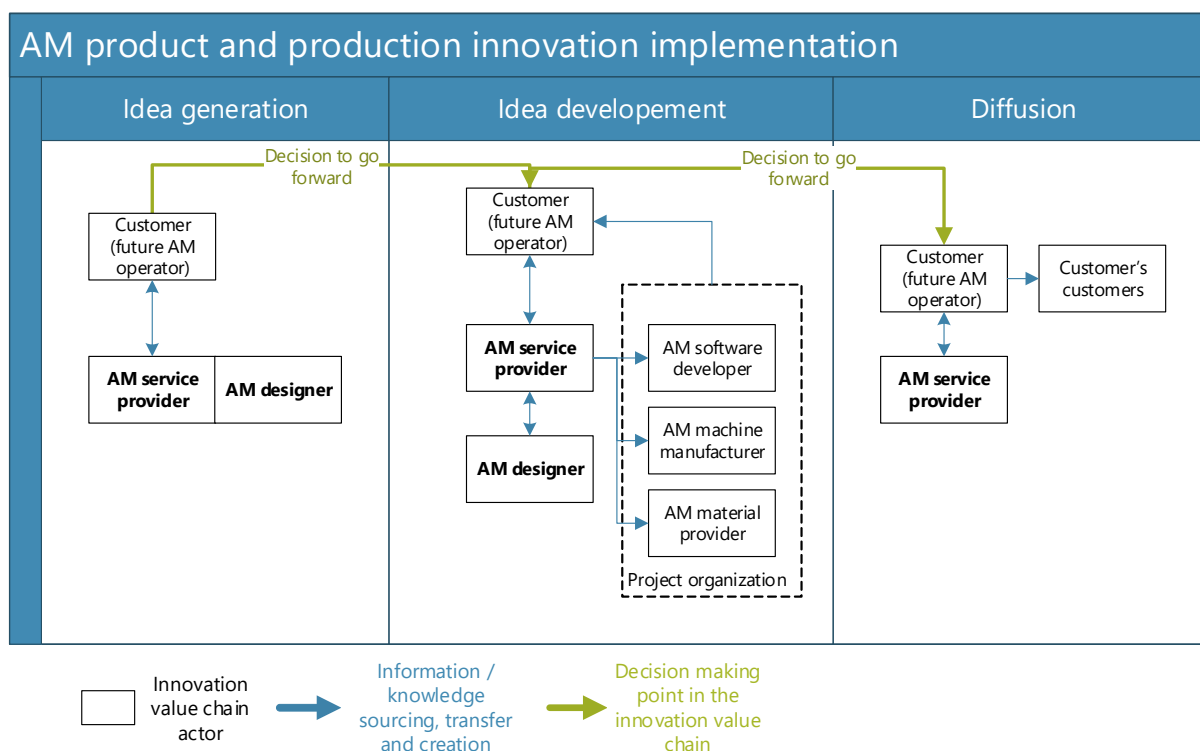 AM product and production innovation implementation
Idea generation
Idea developement
Diffusion
Decision to go
forward
Decision to go
forward
Customer
(future AM
operator)
AM service
provider
AM designer
Customer
(future AM
operator)
AM service
provider
AM designer
AM software
developer
AM machine
manufacturer
AM material
provider
Project organization
Customer
(future AM
operator)
Customer's
customers
AM service
provider
Innovation
value chain
actor
Information /
knowledge
sourcing, transfer
and creation
Decision making
point in the
innovation value
chain